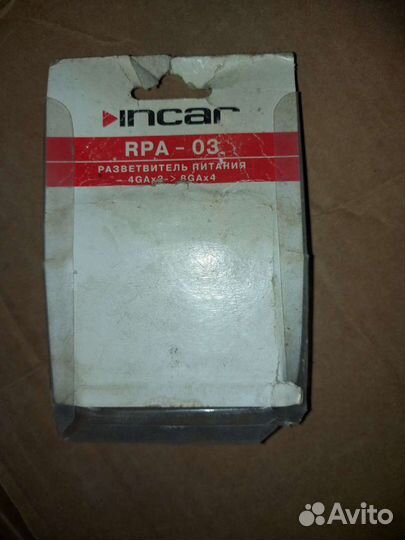 incar
RPA - 03
РАЗВЕТВИТЕЛЬ ПИТАНИЯ
- 4GAx2-> 8GAx4
Avito